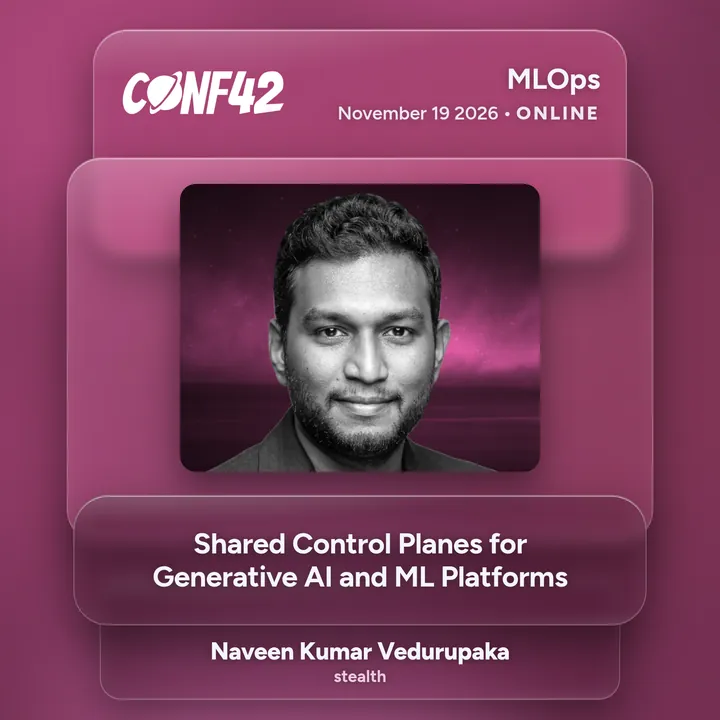 CONF42
MLOps
November 19 2026 • ONLINE
Shared Control Planes for
Generative AI and ML Platforms
Naveen Kumar Vedurupaka
stealth